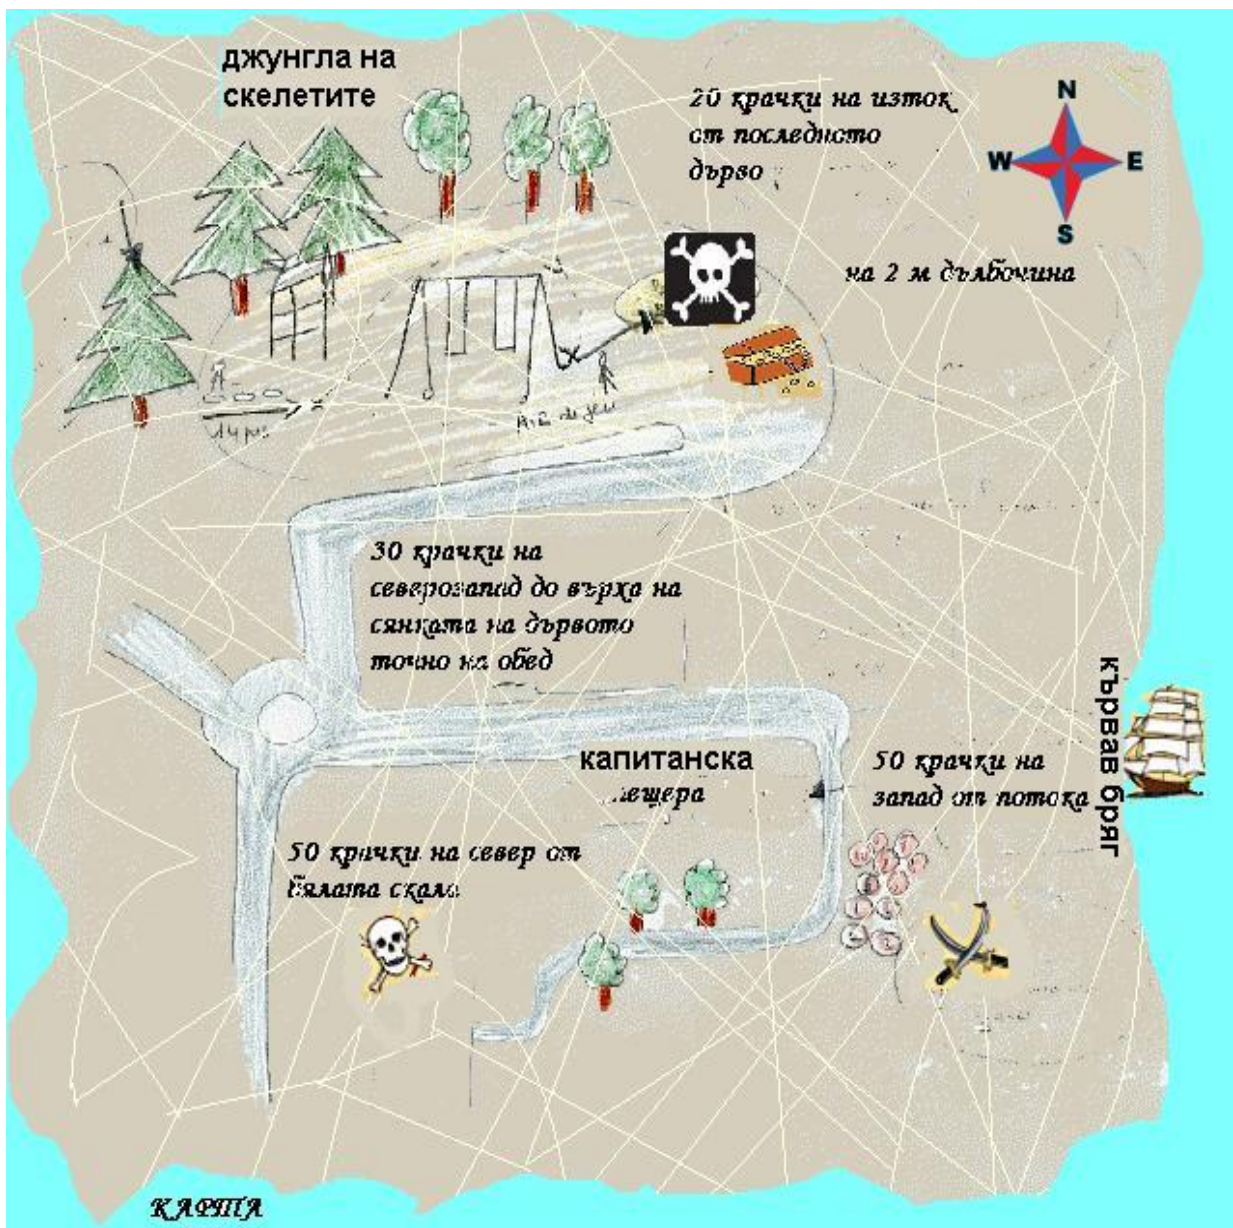 джунгла на
скелетите
20 крачки на изток
от последното
дърво
N
W E
S
на 2 м дълбочина
30 крачки на
северозапад до върха на
сянката на дървото
точно на обед
кървав бряг
капитанска
пещера
50 крачки на
запад от потока
50 крачки на север от
бялата скала
КАРТА